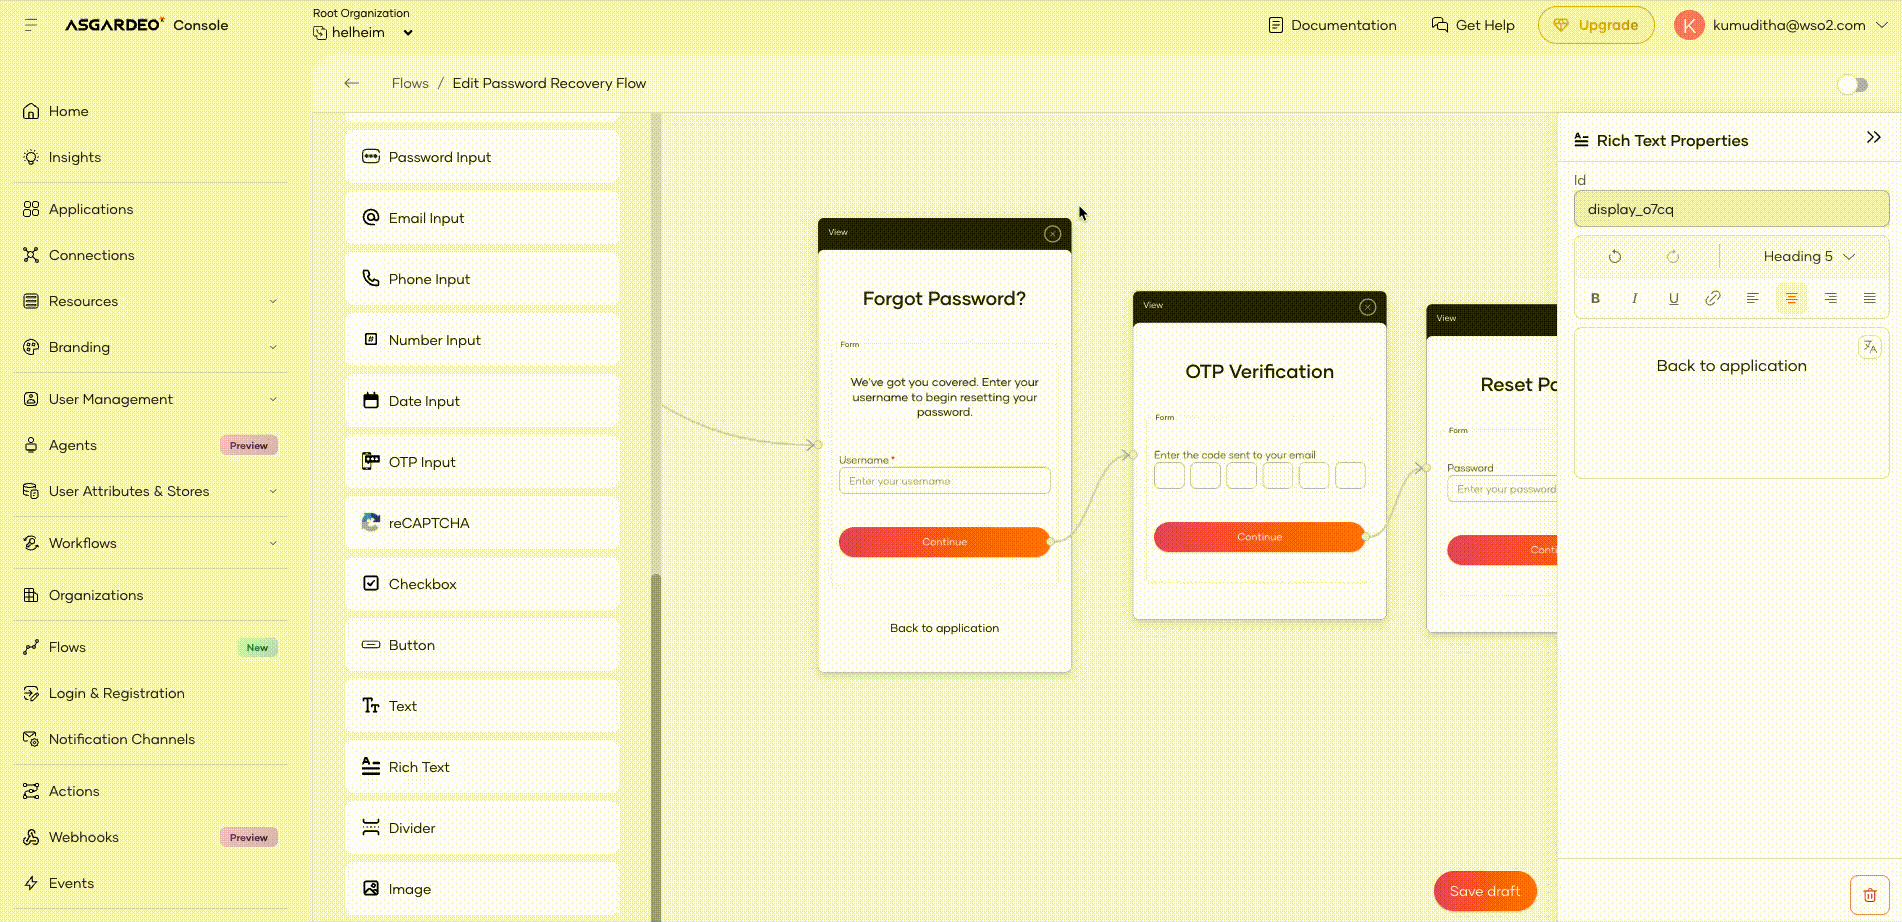 ASGARDEO Console
Root Organization
helheim
Documentation
Get Help
Upgrade
K
kumuditha@wso2.com
Flows / Edit Password Recovery Flow
Home
Insights
Applications
Connections
Resources
Branding
User Management
Agents
Preview
User Attributes & Stores
Workflows
Organizations
Flows
New
Login & Registration
Notification Channels
Actions
Webhooks
Preview
Events
Password Input
Email Input
Phone Input
Number Input
Date Input
OTP Input
reCAPTCHA
Checkbox
Button
Text
Rich Text
Divider
Image
View
Forgot Password?
Form
We've got you covered. Enter your
username to begin resetting your
password.
Username *
Enter your username
Continue
Back to application
View
OTP Verification
Form
Enter the code sent to your email
Continue
View
Reset Pa
Form
Password
Enter your password
Conti
Save draft
Rich Text Properties
Id
display_o7cq
Heading 5
B I U
Back to application